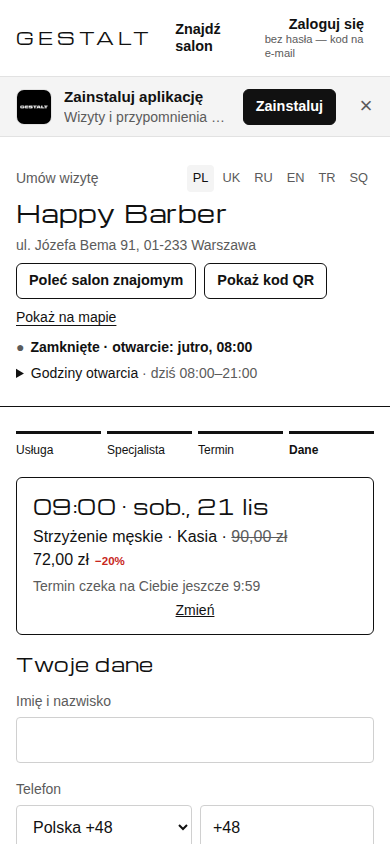 GESTALT
Znajdź salon
Zaloguj się
bez hasła — kod na e-mail
GESTALT
Zainstaluj aplikację
Wizyty i przypomnienia …
Zainstaluj
×
Umów wizytę
PL UK RU EN TR SQ
Happy Barber
ul. Józefa Bema 91, 01-233 Warszawa
Poleć salon znajomym
Pokaż kod QR
Pokaż na mapie
● Zamknięte · otwarcie: jutro, 08:00
▶ Godziny otwarcia · dziś 08:00–21:00
Usługa
Specjalista
Termin
Dane
09:00 · sob., 21 lis
Strzyżenie męskie · Kasia · 90,00 zł
72,00 zł −20%
Termin czeka na Ciebie jeszcze 9:59
Zmień
Twoje dane
Imię i nazwisko
Telefon
Polska +48
+48